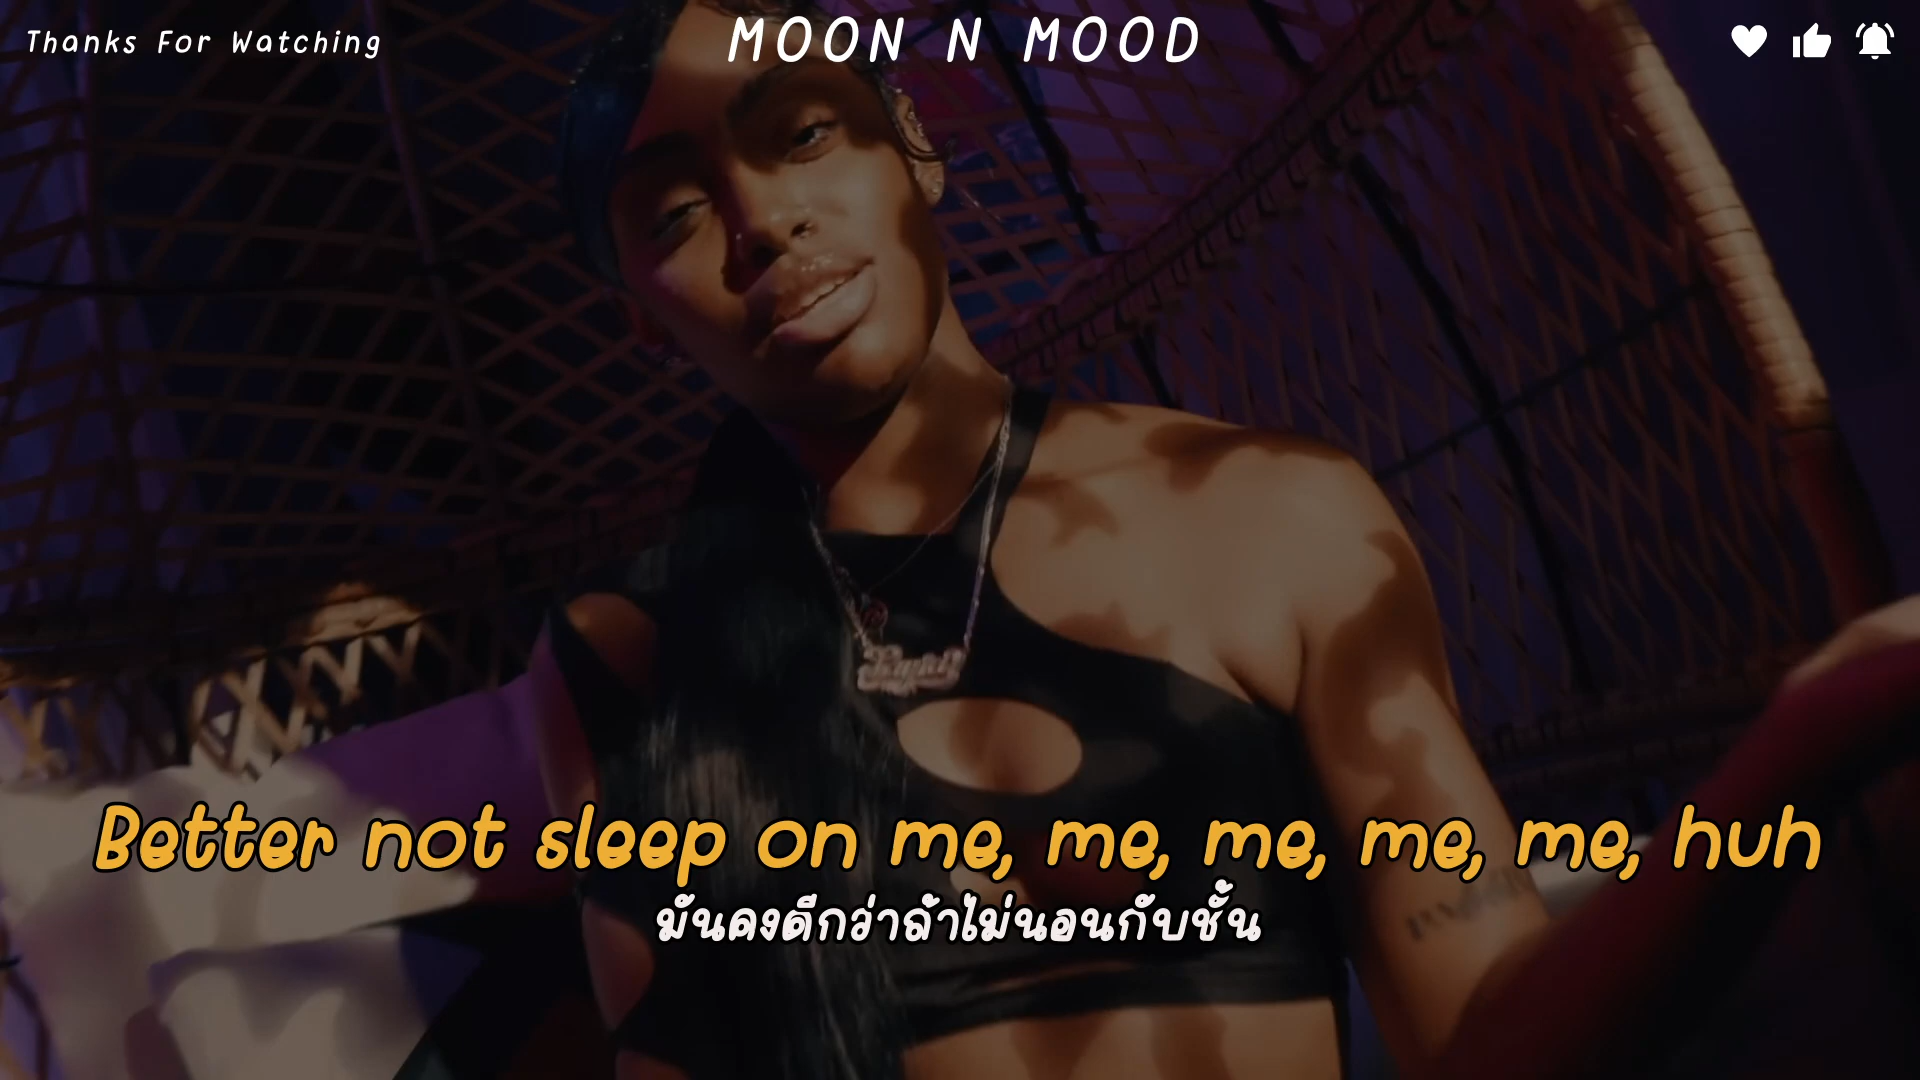 Thanks For Watching
MOON N MOOD
Better not sleep on me, me, me, me, me, huh
มันคงดีกว่าถ้าไม่นอนกับชั้น